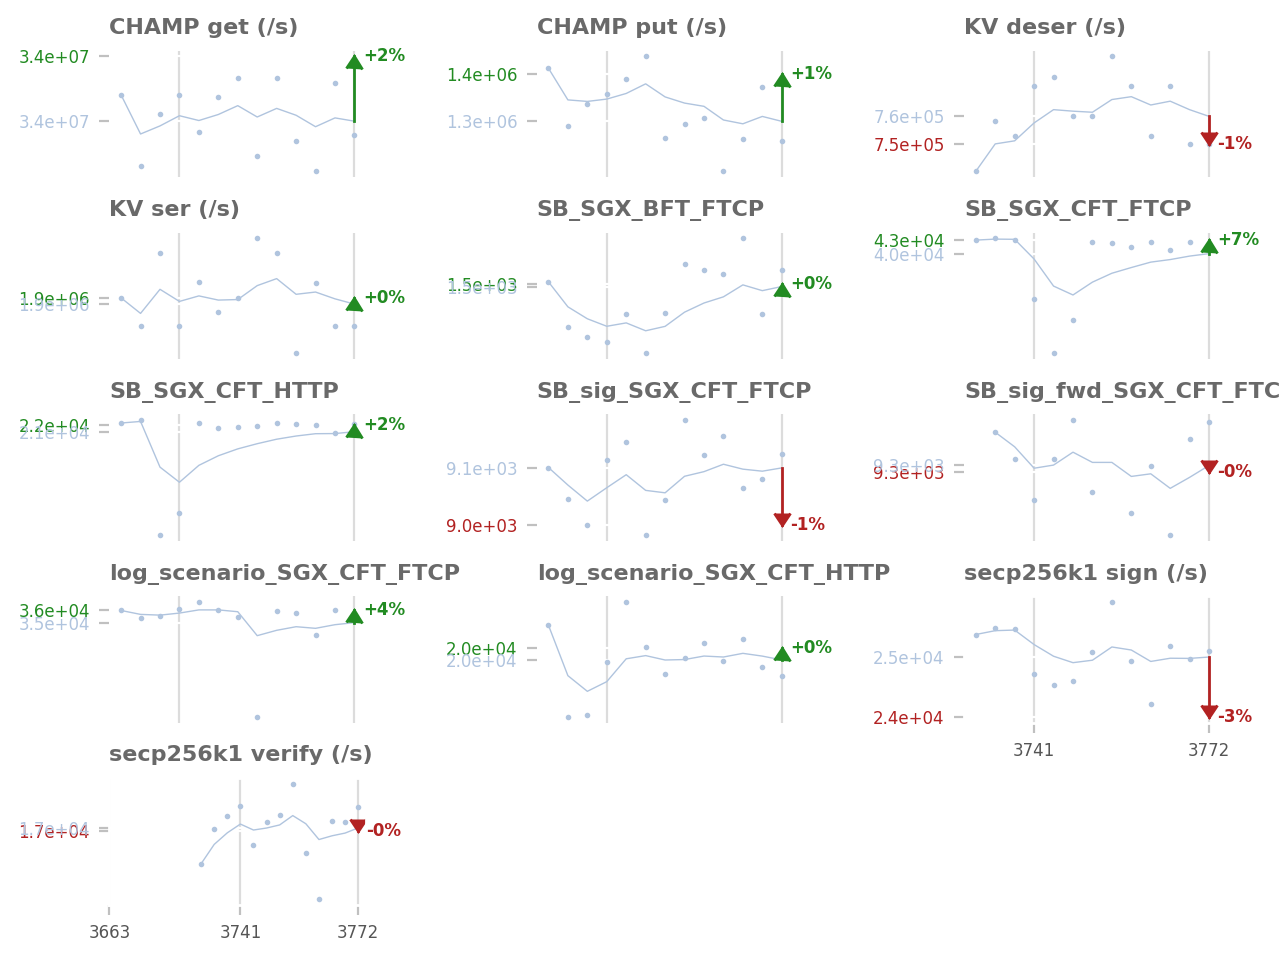 CHAMP get (/s)
3.4e+07
+2%
3.4e+07
CHAMP put (/s)
1.4e+06
+1%
1.3e+06
KV deser (/s)
7.6e+05
7.5e+05
-1%
KV ser (/s)
1.9e+06
1.9e+06
+0%
SB_SGX_BFT_FTCP
1.5e+03
1.5e+03
+0%
SB_SGX_CFT_FTCP
4.3e+04
4.0e+04
+7%
SB_SGX_CFT_HTTP
2.2e+04
2.1e+04
+2%
SB_sig_SGX_CFT_FTCP
9.1e+03
9.0e+03
-1%
SB_sig_fwd_SGX_CFT_FTC
9.3e+03
9.3e+03
-0%
log_scenario_SGX_CFT_FTCP
3.6e+04
3.5e+04
+4%
log_scenario_SGX_CFT_HTTP
2.0e+04
2.0e+04
+0%
secp256k1 sign (/s)
2.5e+04
2.4e+04
-3%
3741
3772
secp256k1 verify (/s)
1.7e+04
1.7e+04
-0%
3663
3741
3772